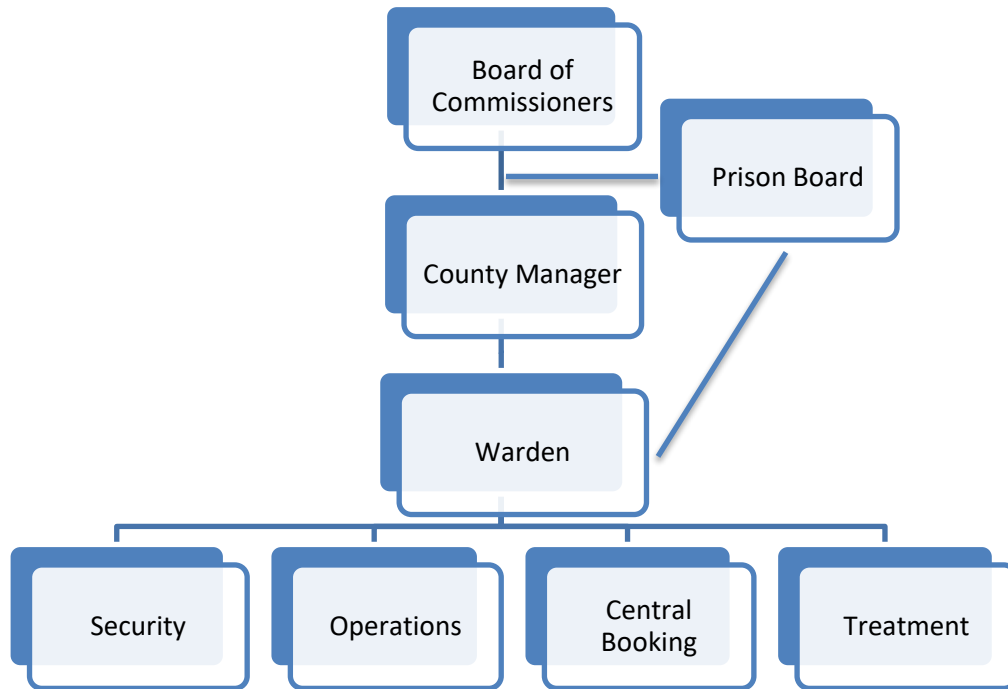 Board of
Commissioners
Prison Board
County Manager
Warden
Security
Operations
Central
Booking
Treatment